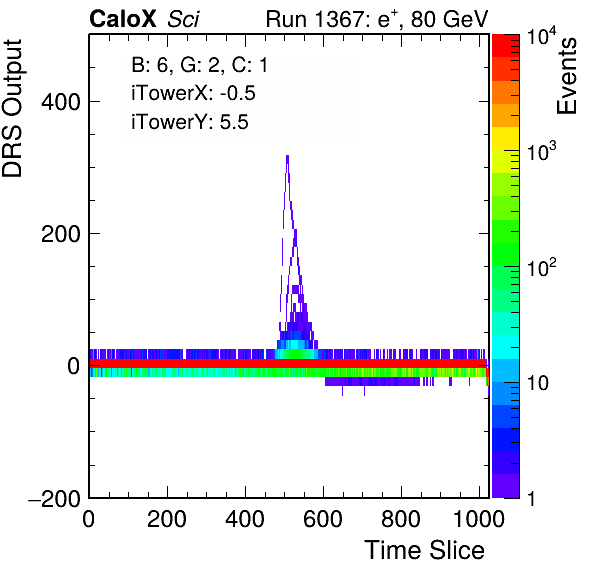 CaloX Sci
Run 1367: e⁺, 80 GeV
B: 6, G: 2, C: 1
iTowerX: -0.5
iTowerY: 5.5
DRS Output
400
200
0
−200
0 200 400 600 800 1000
Time Slice
Events
10⁴
10³
10²
10
1